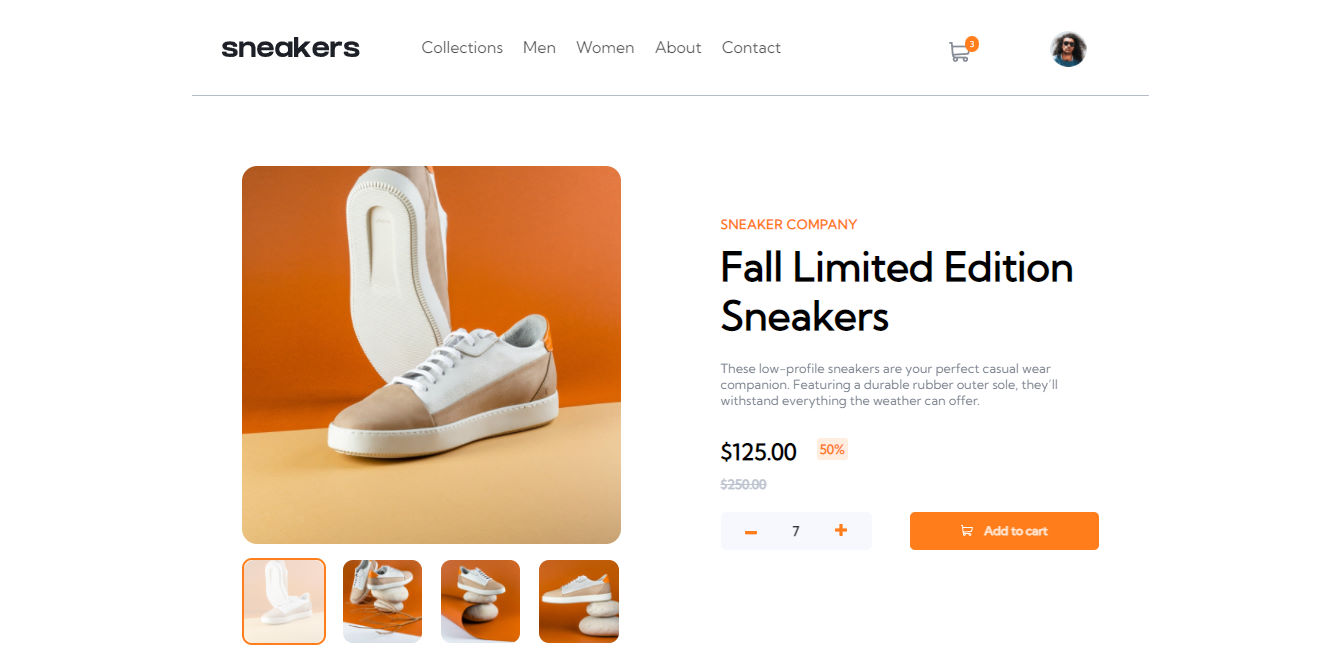 sneakers
Collections Men Women About Contact
3
SNEAKER COMPANY
Fall Limited Edition
Sneakers
These low-profile sneakers are your perfect casual wear
companion. Featuring a durable rubber outer sole, they'll
withstand everything the weather can offer.
$125.00 50%
$250.00
– 7 +
Add to cart